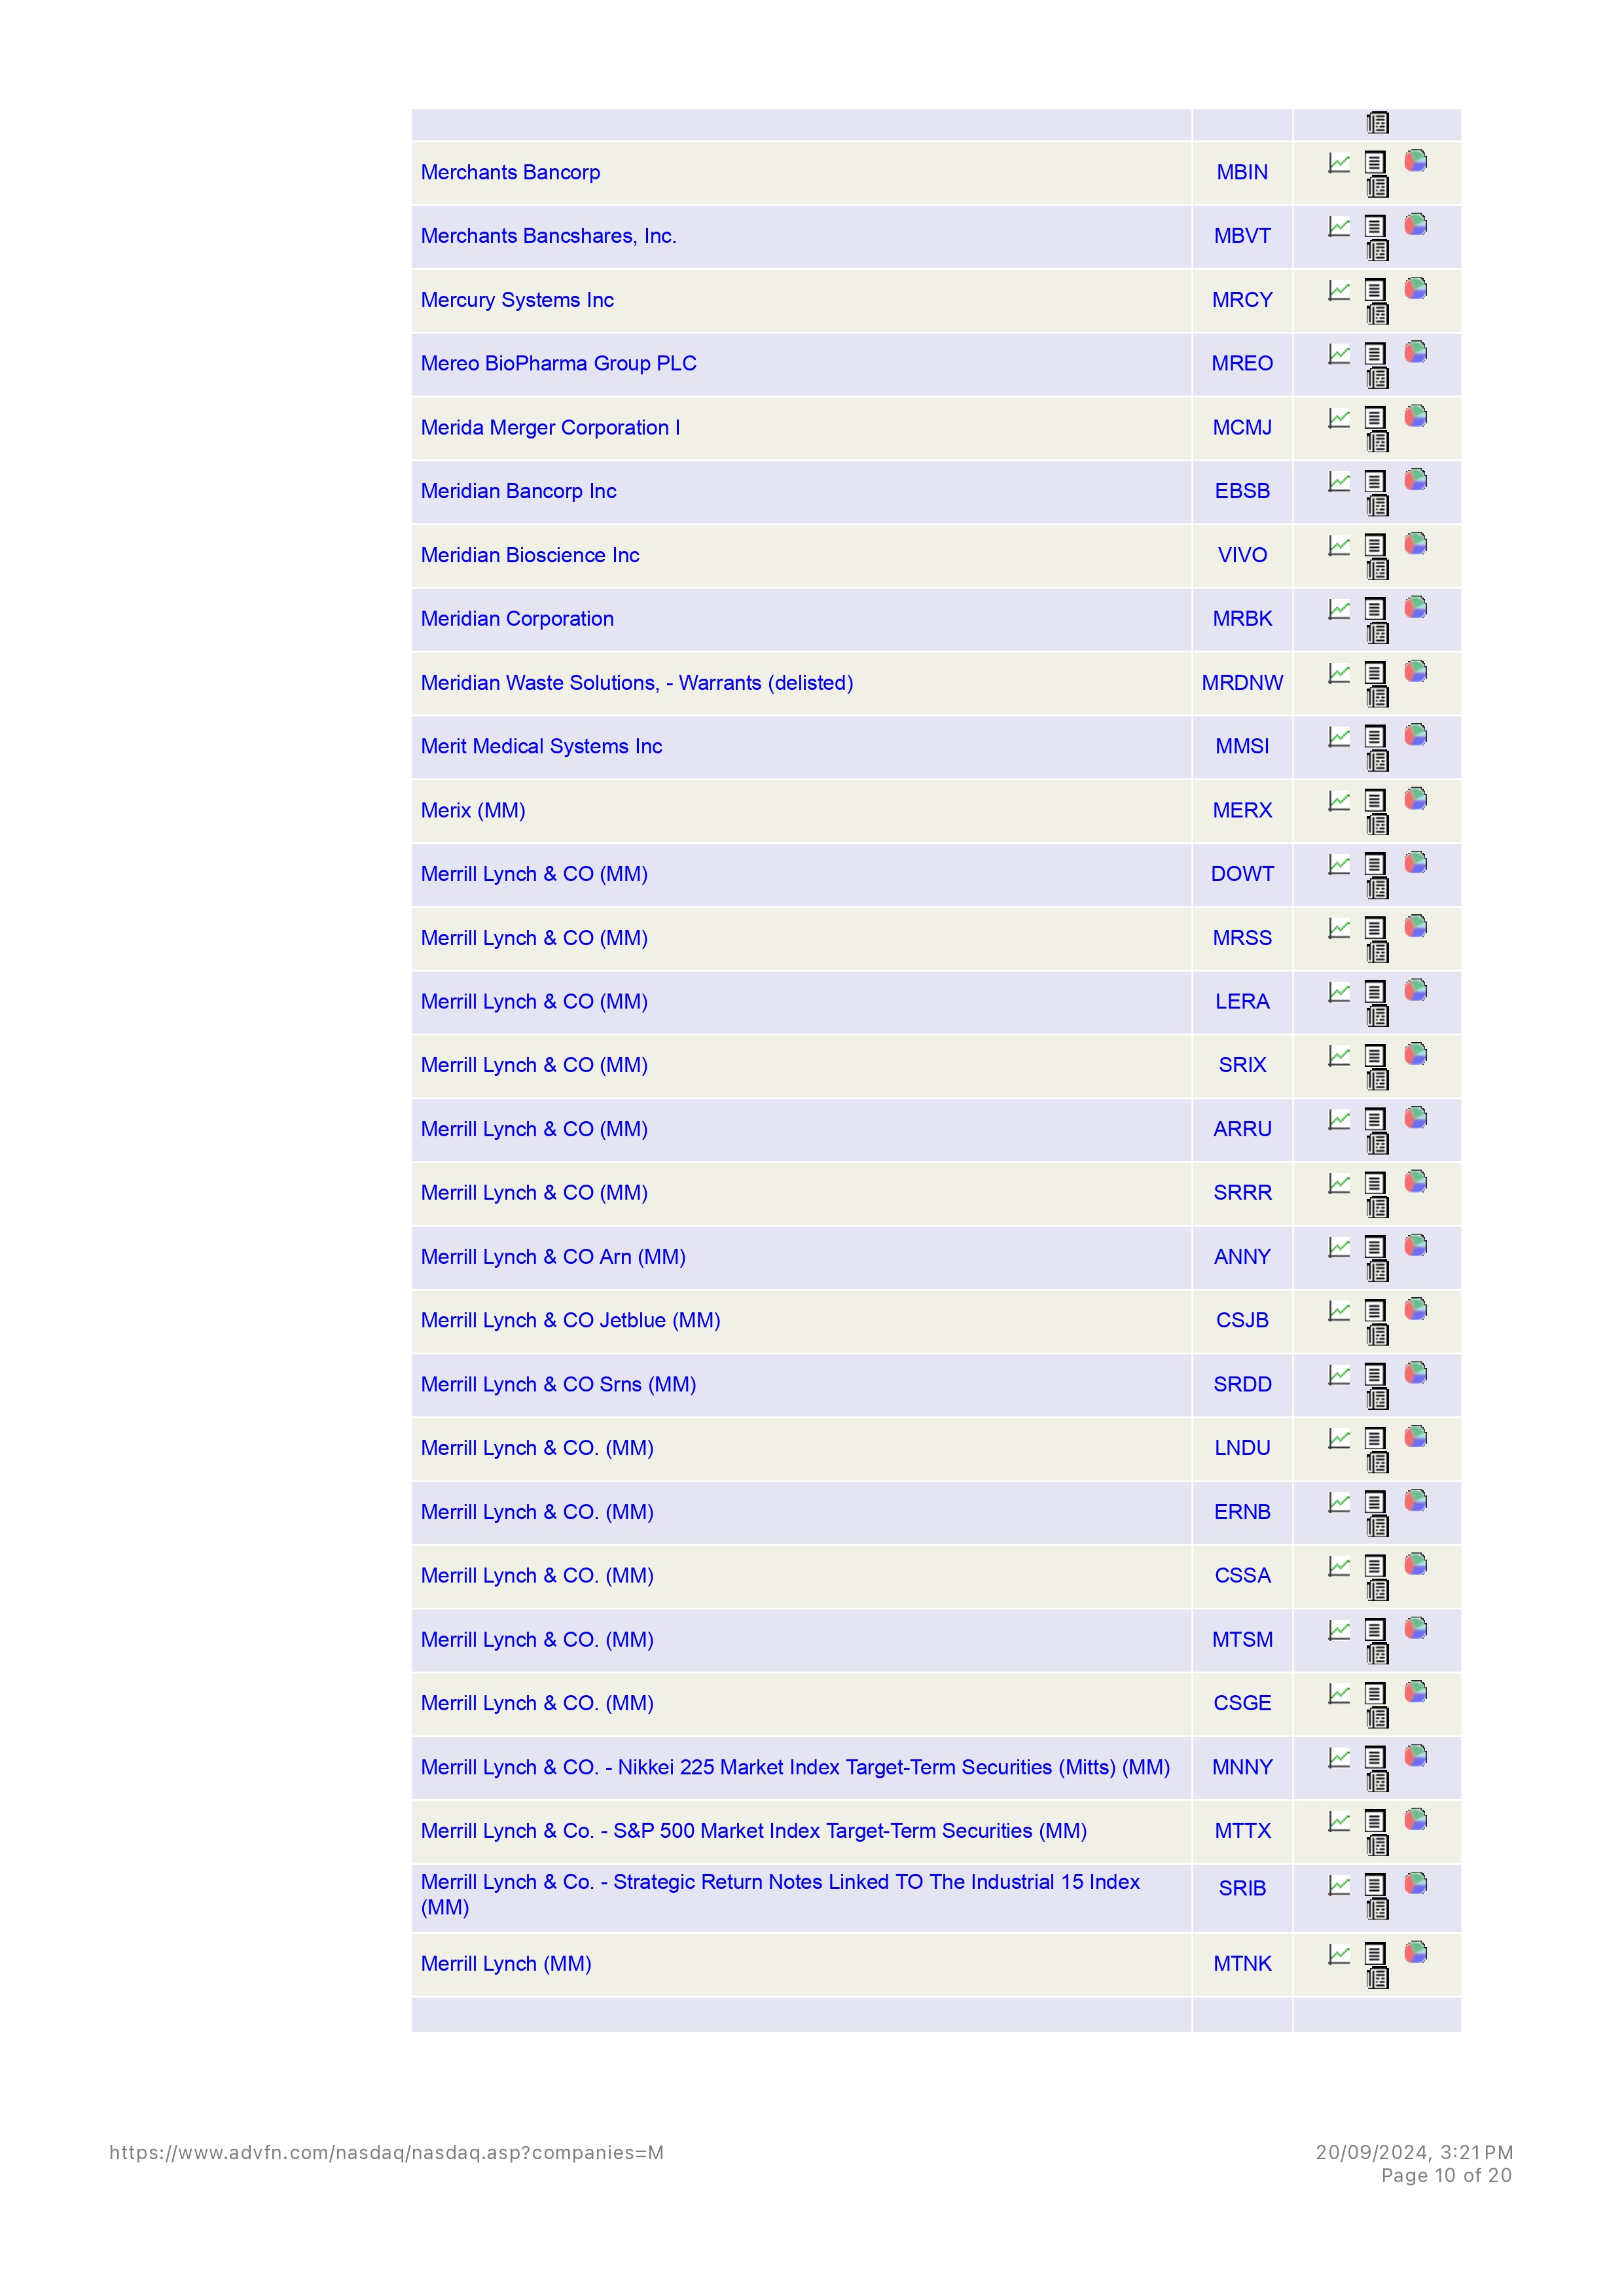 Merchants Bancorp MBIN
Merchants Bancshares, Inc. MBVT
Mercury Systems Inc MRCY
Mereo BioPharma Group PLC MREO
Merida Merger Corporation I MCMJ
Meridian Bancorp Inc EBSB
Meridian Bioscience Inc VIVO
Meridian Corporation MRBK
Meridian Waste Solutions, - Warrants (delisted) MRDNW
Merit Medical Systems Inc MMSI
Merix (MM) MERX
Merrill Lynch & CO (MM) DOWT
Merrill Lynch & CO (MM) MRSS
Merrill Lynch & CO (MM) LERA
Merrill Lynch & CO (MM) SRIX
Merrill Lynch & CO (MM) ARRU
Merrill Lynch & CO (MM) SRRR
Merrill Lynch & CO Arn (MM) ANNY
Merrill Lynch & CO Jetblue (MM) CSJB
Merrill Lynch & CO Srns (MM) SRDD
Merrill Lynch & CO. (MM) LNDU
Merrill Lynch & CO. (MM) ERNB
Merrill Lynch & CO. (MM) CSSA
Merrill Lynch & CO. (MM) MTSM
Merrill Lynch & CO. (MM) CSGE
Merrill Lynch & CO. - Nikkei 225 Market Index Target-Term Securities (Mitts) (MM) MNNY
Merrill Lynch & Co. - S&P 500 Market Index Target-Term Securities (MM) MTTX
Merrill Lynch & Co. - Strategic Return Notes Linked TO The Industrial 15 Index
(MM) SRIB
Merrill Lynch (MM) MTNK
https://www.advfn.com/nasdaq/nasdaq.asp?companies=M 20/09/2024, 3:21 PM
Page 10 of 20